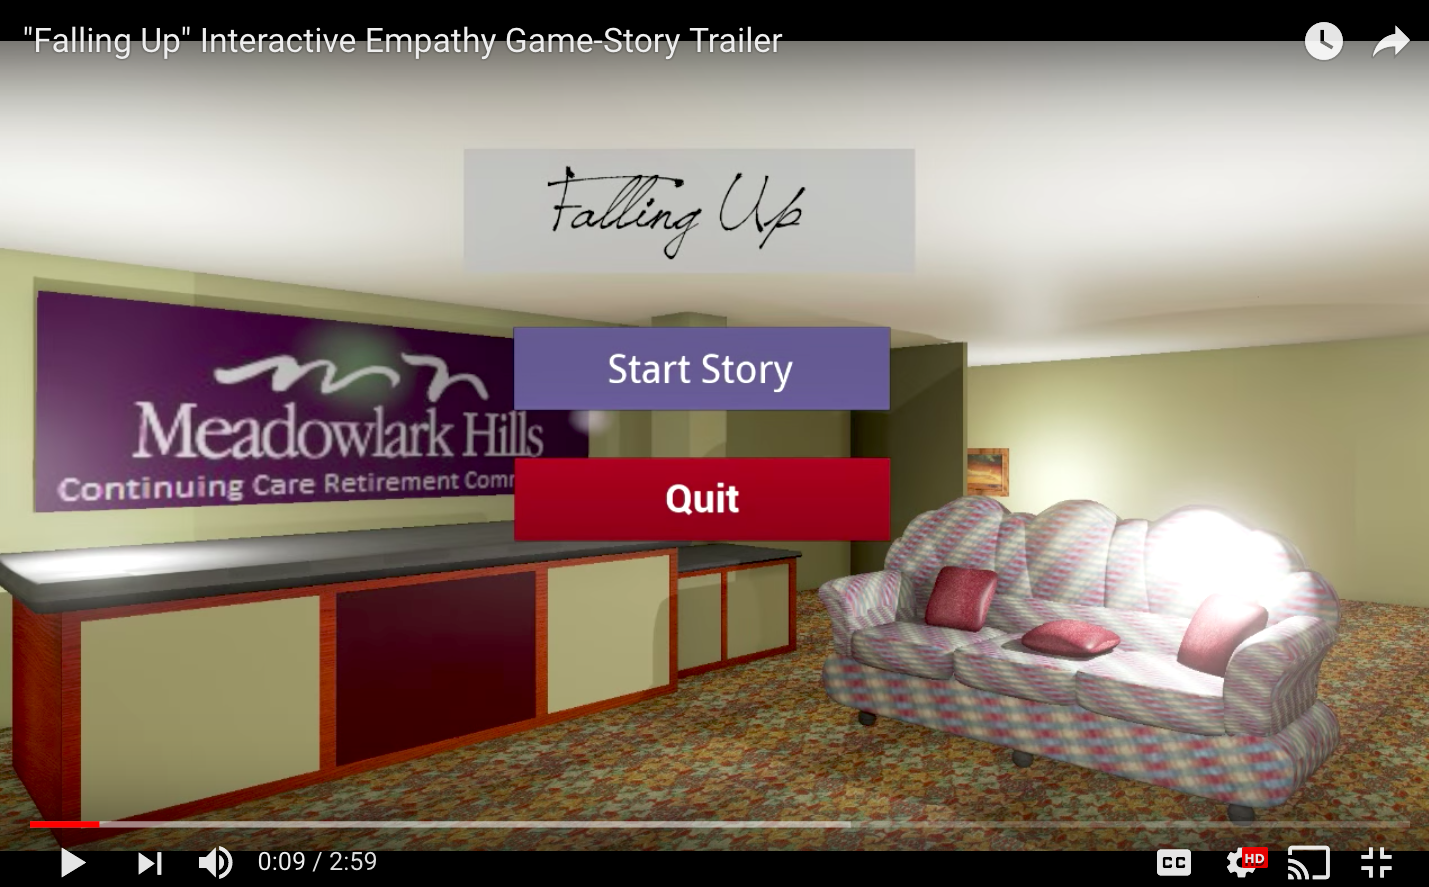 "Falling Up" Interactive Empathy Game-Story Trailer
Falling Up
Start Story
Meadowlark Hills
Continuing Care Retirement
Quit
0:09 / 2:59
CC
HD